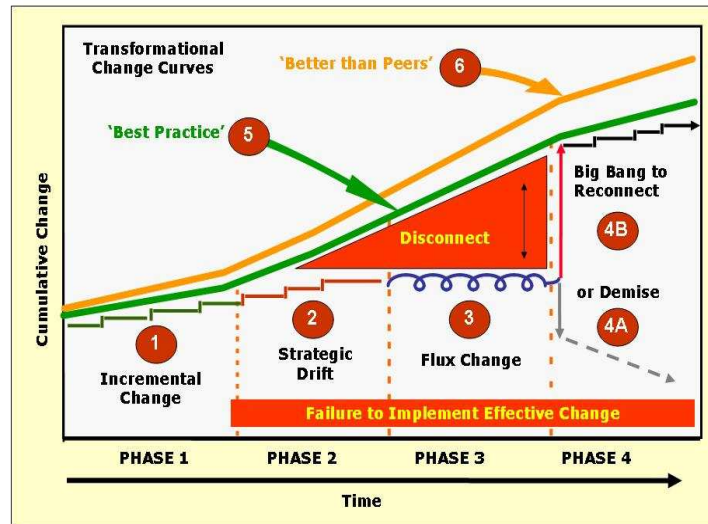 Transformational
Change Curves
'Better than Peers'
6
'Best Practice'
5
Big Bang to
Reconnect
Disconnect
4B
or Demise
4A
1
2
3
Incremental
Change
Strategic
Drift
Flux Change
Failure to Implement Effective Change
Cumulative Change
PHASE 1
PHASE 2
PHASE 3
PHASE 4
Time